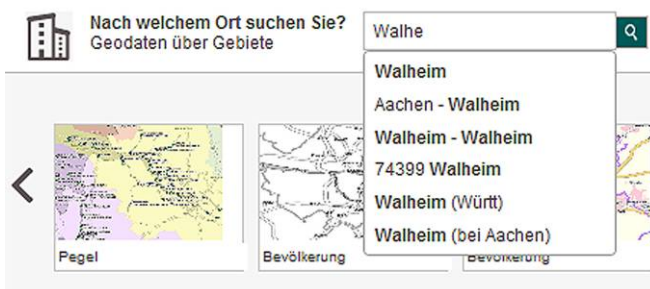 Nach welchem Ort suchen Sie?
Geodaten über Gebiete
Walhe
Walheim
Aachen - Walheim
Walheim - Walheim
74399 Walheim
Walheim (Württ)
Walheim (bei Aachen)
Pegel
Bevölkerung
Bevölkerung